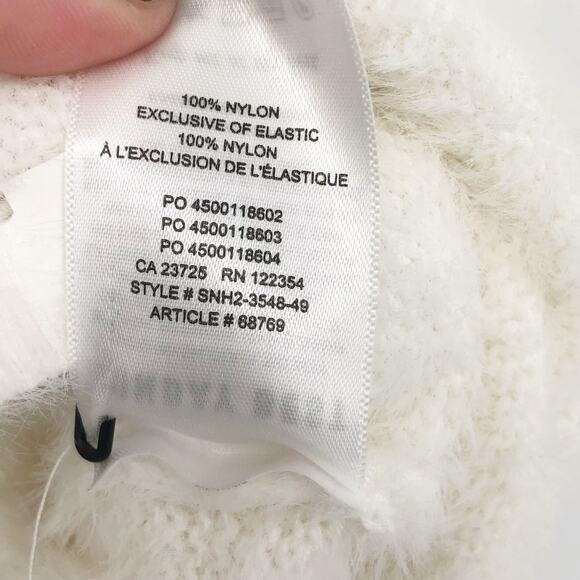 100% NYLON
EXCLUSIVE OF ELASTIC
100% NYLON
À L'EXCLUSION DE L'ÉLASTIQUE
PO 4500118602
PO 4500118603
PO 4500118604
CA 23725 RN 122354
STYLE # SNH2-3548-49
ARTICLE # 68769